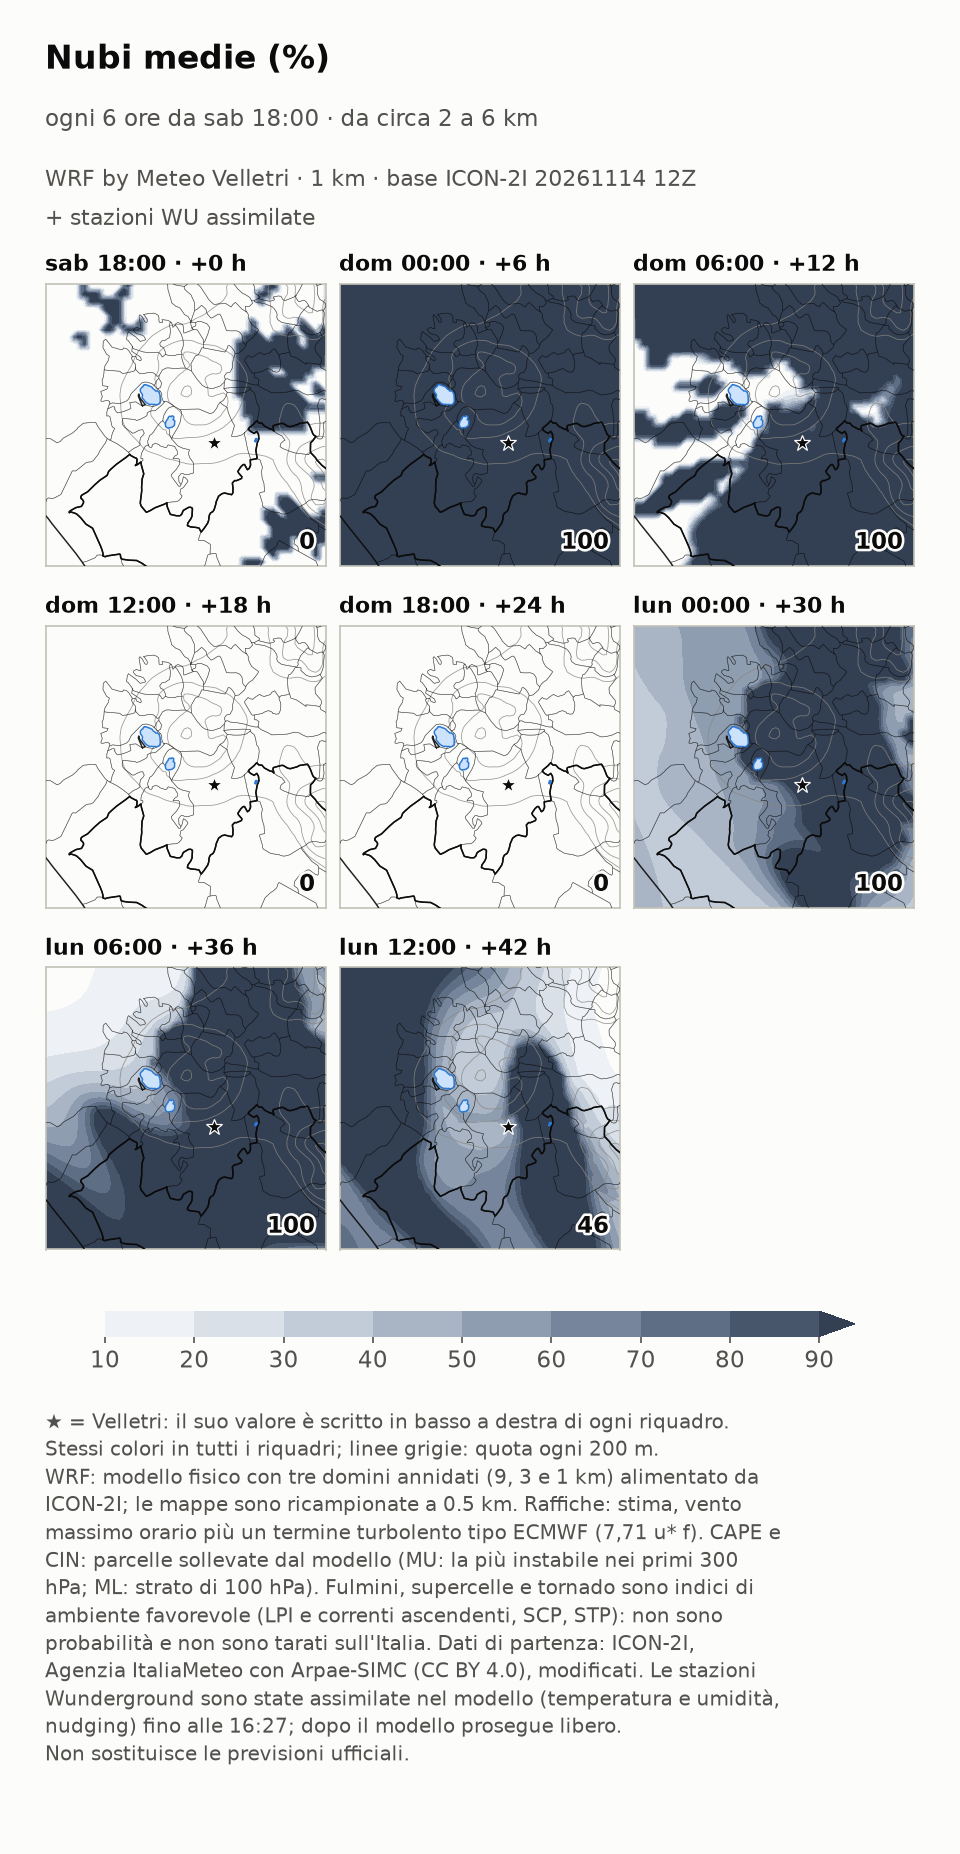 Nubi medie (%)
ogni 6 ore da sab 18:00 · da circa 2 a 6 km
WRF by Meteo Velletri · 1 km · base ICON-2I 20261114 12Z
+ stazioni WU assimilate
sab 18:00 · +0 h
dom 00:00 · +6 h
dom 06:00 · +12 h
0
100
100
dom 12:00 · +18 h
dom 18:00 · +24 h
lun 00:00 · +30 h
0
0
100
lun 06:00 · +36 h
lun 12:00 · +42 h
100
46
10 20 30 40 50 60 70 80 90
★ = Velletri: il suo valore è scritto in basso a destra di ogni riquadro.
Stessi colori in tutti i riquadri; linee grigie: quota ogni 200 m.
WRF: modello fisico con tre domini annidati (9, 3 e 1 km) alimentato da
ICON-2I; le mappe sono ricampionate a 0.5 km. Raffiche: stima, vento
massimo orario più un termine turbolento tipo ECMWF (7,71 u* f). CAPE e
CIN: parcelle sollevate dal modello (MU: la più instabile nei primi 300
hPa; ML: strato di 100 hPa). Fulmini, supercelle e tornado sono indici di
ambiente favorevole (LPI e correnti ascendenti, SCP, STP): non sono
probabilità e non sono tarati sull'Italia. Dati di partenza: ICON-2I,
Agenzia ItaliaMeteo con Arpae-SIMC (CC BY 4.0), modificati. Le stazioni
Wunderground sono state assimilate nel modello (temperatura e umidità,
nudging) fino alle 16:27; dopo il modello prosegue libero.
Non sostituisce le previsioni ufficiali.